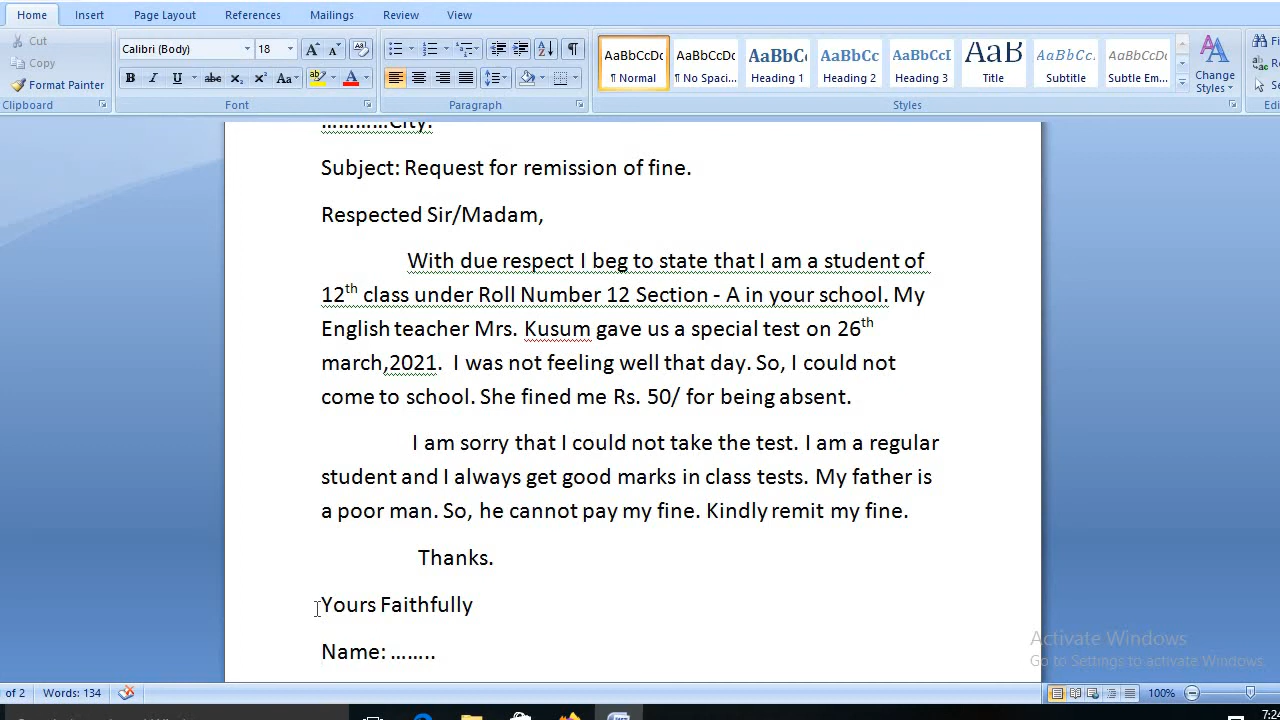 Home Insert Page Layout References Mailings Review View
Cut
Copy
Format Painter
Clipboard
Calibri (Body) 18
Font
Paragraph
AaBbCcDc AaBbCcDc AaBbC AaBbCc AaBbCcI AaB AaBbCc. AaBbCcDc
¶ Normal ¶ No Spaci... Heading 1 Heading 2 Heading 3 Title Subtitle Subtle Em...
Change
Styles
Styles
............City.
Subject: Request for remission of fine.
Respected Sir/Madam,
With due respect I beg to state that I am a student of
12th class under Roll Number 12 Section - A in your school. My
English teacher Mrs. Kusum gave us a special test on 26th
march,2021. I was not feeling well that day. So, I could not
come to school. She fined me Rs. 50/ for being absent.
I am sorry that I could not take the test. I am a regular
student and I always get good marks in class tests. My father is
a poor man. So, he cannot pay my fine. Kindly remit my fine.
Thanks.
Yours Faithfully
Name: ........
Activate Windows
Go to Settings to activate Windows.
of 2 Words: 134 100%